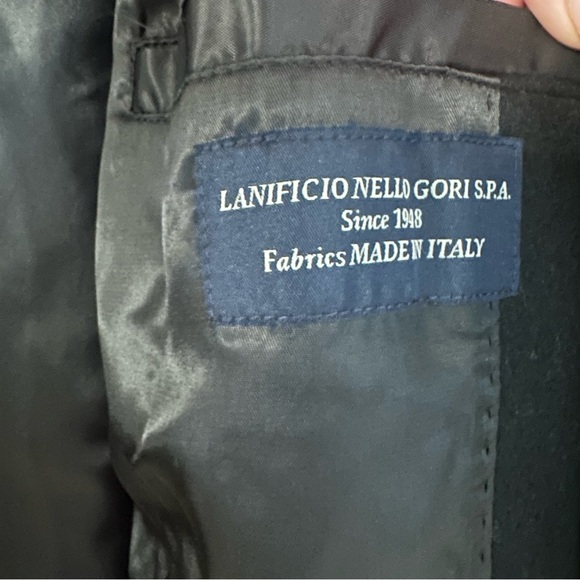 LANIFICIO NELLO GORI S.P.A.
Since 1948
Fabrics MADE IN ITALY